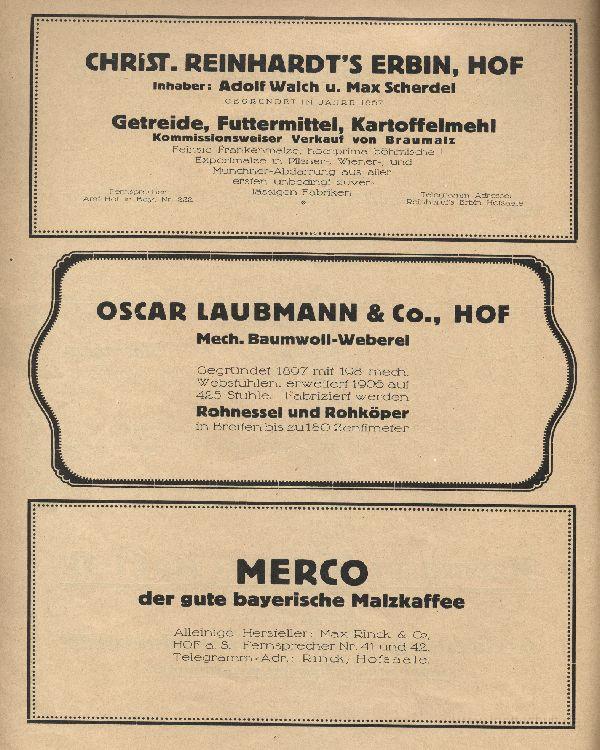 CHRIST. REINHARDT'S ERBIN, HOF
Inhaber: Adolf Walch u. Max Scherdel
GEGRÜNDET IM JAHRE 1867
Getreide, Futtermittel, Kartoffelmehl
Kommissionsweiser Verkauf von Braumalz
Feinste Frankenmalze, hochprima böhmische
Exportmalze in Pilsner-, Wiener-, und
Münchner-Abdarrung aus aller
ersten unbedingt zuver-
lässigen Fabriken
Fernsprecher
Amt Hof in Bay. Nr. 222
Telegramm-Adresse:
Reinhardt's Erbin Hofsaale
OSCAR LAUBMANN & Co., HOF
Mech. Baumwoll-Weberei
Gegründet 1897 mit 198 mech.
Webstühlen, erweitert 1906 auf
425 Stühle. Fabriziert werden
Rohnessel und Rohköper
in Breiten bis zu 180 Zentimeter
MERCO
der gute bayerische Malzkaffee
Alleinige Hersteller: Max Rinck & Co.,
HOF a. S. Fernsprecher Nr. 41 und 42.
Telegramm-Adr.: Rinck, Hofsaale.